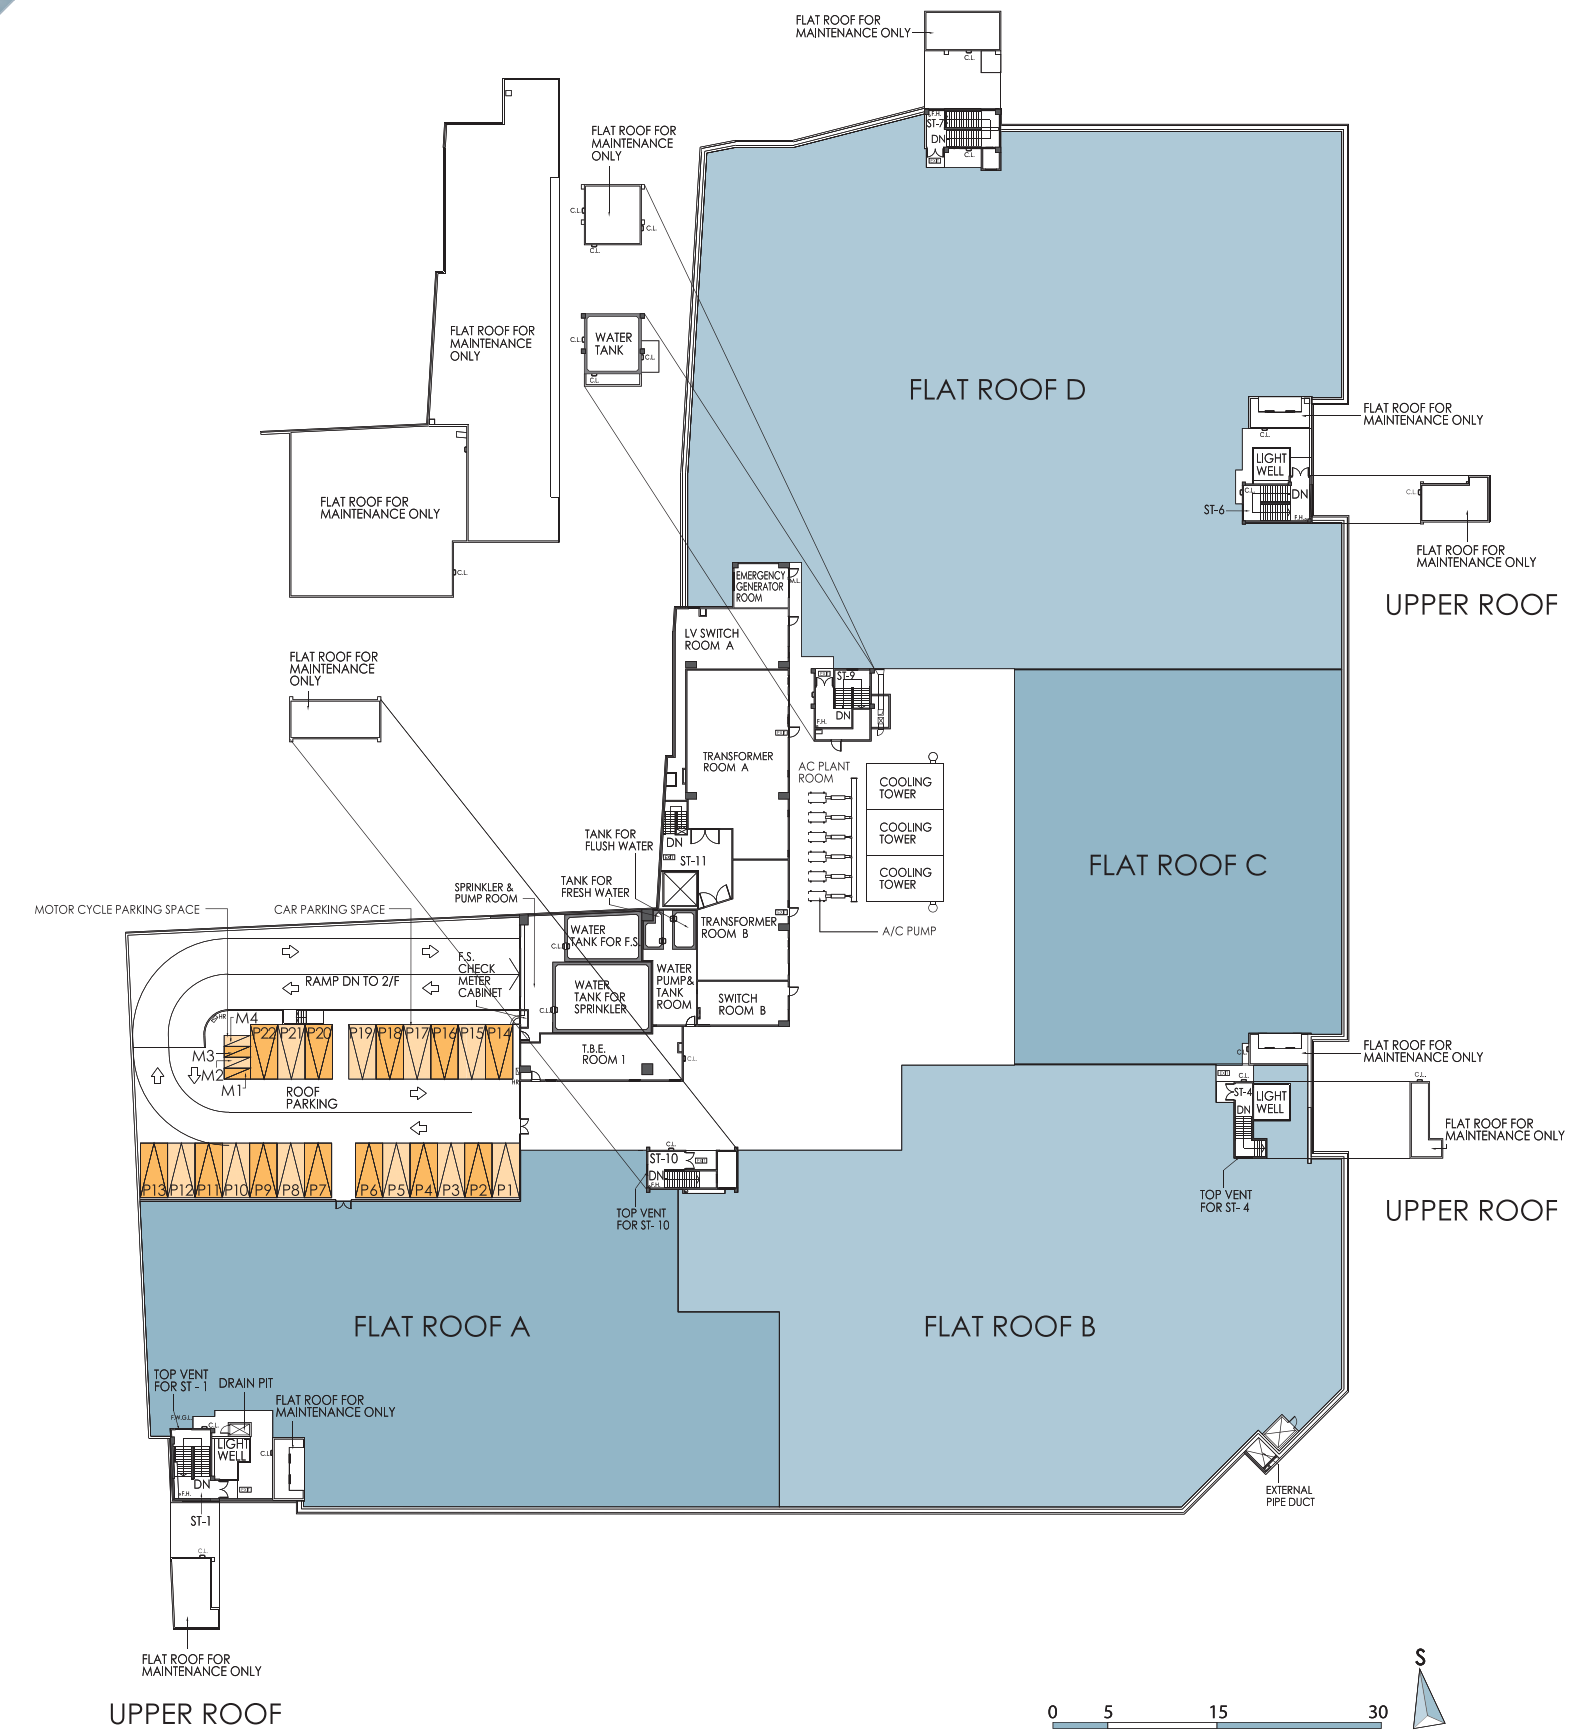 FLAT ROOF FOR
MAINTENANCE ONLY
C.L.
F.H.
ST-7
DN
C.L.
FLAT ROOF FOR
MAINTENANCE
ONLY
C.L.
C.L.
C.L.
WATER
TANK
C.L.
C.L.
C.L.
FLAT ROOF FOR
MAINTENANCE
ONLY
FLAT ROOF D
FLAT ROOF FOR
MAINTENANCE ONLY
C.L.
LIGHT
WELL
C.L.
DN
F.H.
ST-6
C.L.
FLAT ROOF FOR
MAINTENANCE ONLY
UPPER ROOF
FLAT ROOF FOR
MAINTENANCE ONLY
C.L.
EMERGENCY
GENERATOR
ROOM
M.L.
LV SWITCH
ROOM A
FLAT ROOF FOR
MAINTENANCE
ONLY
ST-9
DN
F.H.
TRANSFORMER
ROOM A
AC PLANT
ROOM
COOLING
TOWER
COOLING
TOWER
COOLING
TOWER
A/C PUMP
FLAT ROOF C
DN
ST-11
TANK FOR
FLUSH WATER
TANK FOR
FRESH WATER
SPRINKLER &
PUMP ROOM
MOTOR CYCLE PARKING SPACE
CAR PARKING SPACE
TRANSFORMER
ROOM B
WATER
TANK FOR F.S.
C.L.
F.S.
CHECK
METER
CABINET
RAMP DN TO 2/F
WATER
TANK FOR
SPRINKLER
C.L.
WATER
PUMP&
TANK
ROOM
SWITCH
ROOM B
HR
M4
M3
M2
M1
P22
P21
P20
P19
P18
P17
P16
P15
P14
T.B.E.
ROOM 1
C.L.
HR
ROOF
PARKING
C.L.
FLAT ROOF FOR
MAINTENANCE ONLY
C.L.
ST-4
DN
LIGHT
WELL
C.L.
FLAT ROOF FOR
MAINTENANCE ONLY
TOP VENT
FOR ST- 4
UPPER ROOF
P13
P12
P11
P10
P9
P8
P7
P6
P5
P4
P3
P2
P1
C.L.
ST-10
DN
F.H.
TOP VENT
FOR ST- 10
FLAT ROOF A
FLAT ROOF B
TOP VENT
FOR ST - 1
DRAIN PIT
FLAT ROOF FOR
MAINTENANCE ONLY
F.W.G.L.
C.L.
LIGHT
WELL
C.L.
DN
F.H.
ST-1
EXTERNAL
PIPE DUCT
C.L.
FLAT ROOF FOR
MAINTENANCE ONLY
UPPER ROOF
S
0 5 15 30